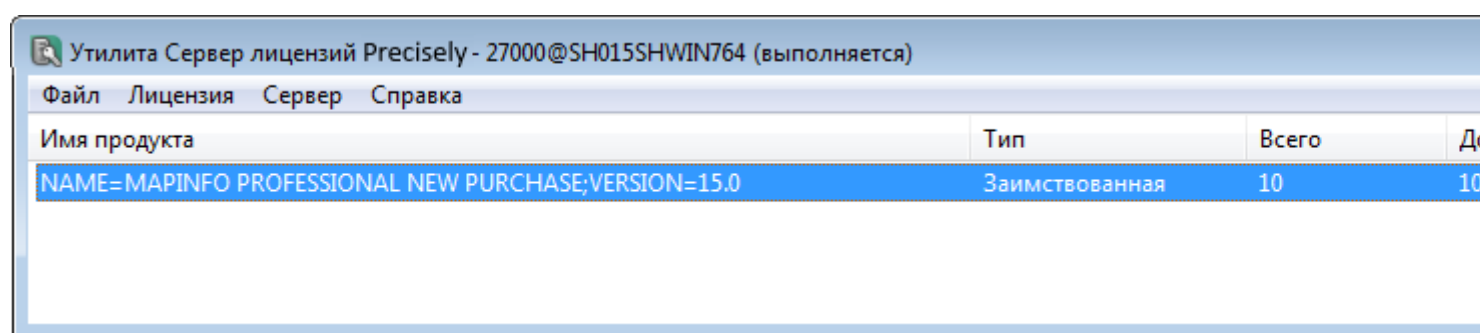 Утилита Сервер лицензий Precisely - 27000@SH015SHWIN764 (выполняется)
Файл Лицензия Сервер Справка
Имя продукта Тип Всего
NAME=MAPINFO PROFESSIONAL NEW PURCHASE;VERSION=15.0 Заимствованная 10 10